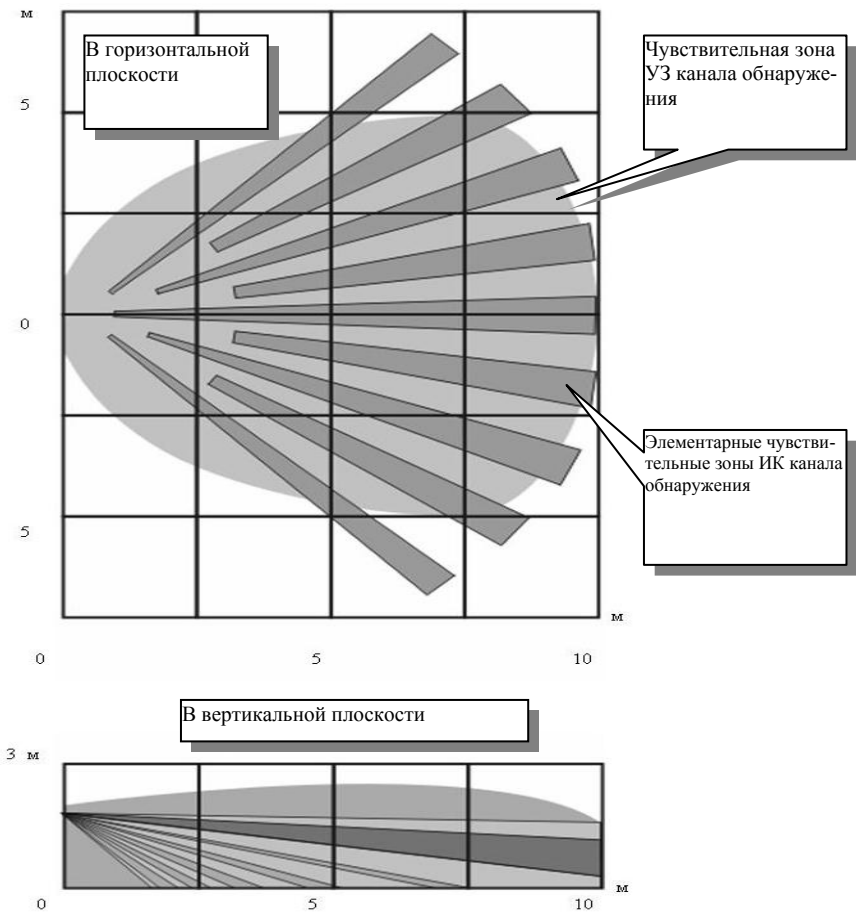 м
В горизонтальной
плоскости
Чувствительная зона
УЗ канала обнаруже-
ния
5
0
Элементарные чувстви-
тельные зоны ИК канала
обнаружения
5
м
0 5 10
В вертикальной плоскости
3 м
м
0 5 10